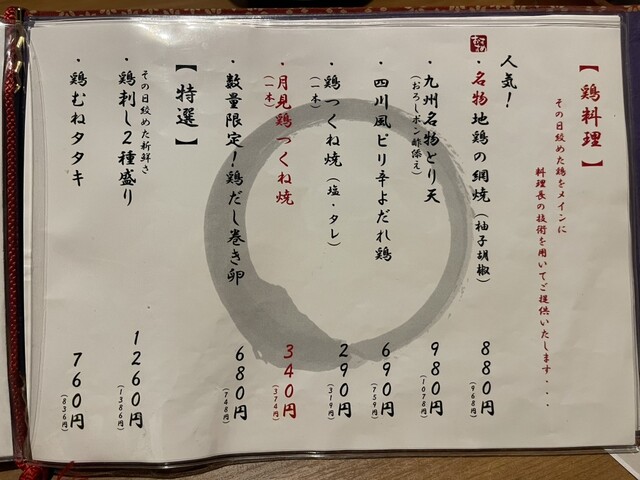 【鶏料理】
その日絞めた鶏をメインに
料理長の技術を用いてご提供いたします・・・
人気！
・名物地鶏の網焼（柚子胡椒） 880円
（968円）
・九州名物とり天 980円
（おろしポン酢添え） （1078円）
・四川風ピリ辛よだれ鶏 690円
（759円）
・鶏つくね焼（塩・タレ） 290円
（一本） （319円）
・月見鶏つくね焼 340円
（一本） （374円）
・数量限定！鶏だし巻き卵 680円
（748円）
【特選】
その日絞めた新鮮さ
・鶏刺し2種盛り 1260円
（1386円）
・鶏むねタタキ 760円
（836円）